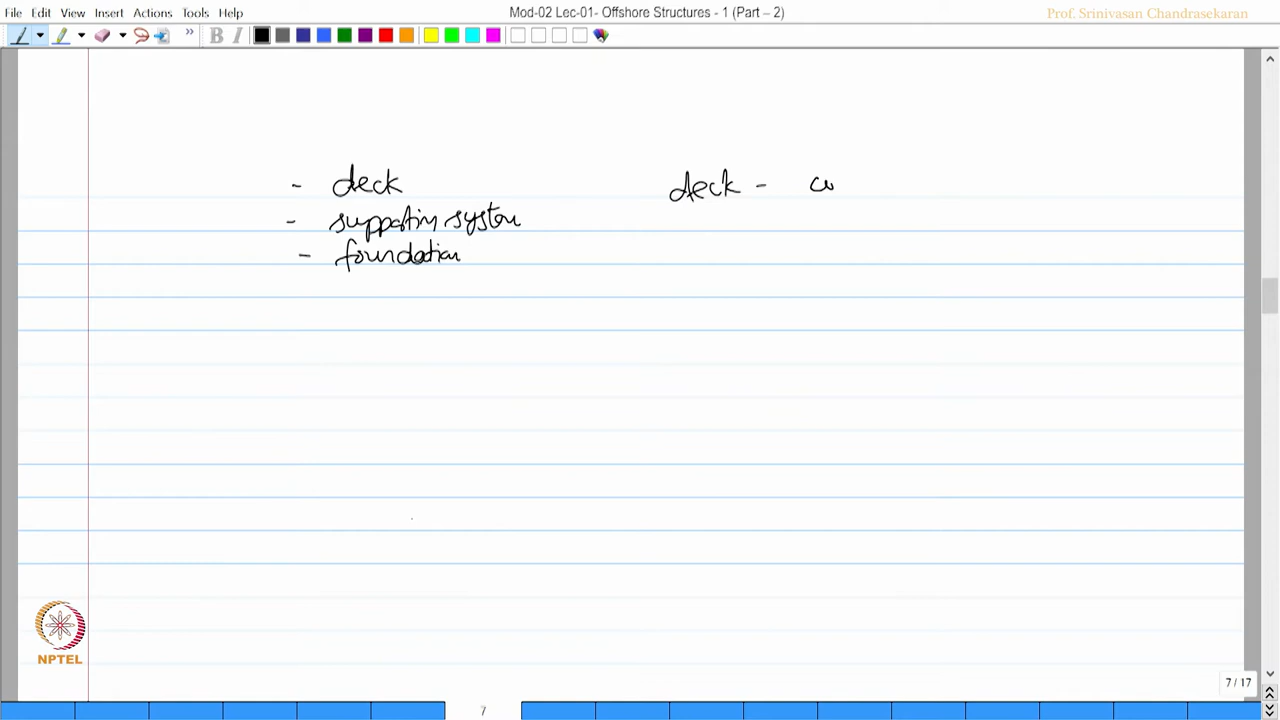 File Edit View Insert Actions Tools Help
Mod-02 Lec-01- Offshore Structures - 1 (Part – 2)
Prof. Srinivasan Chandrasekaran
B I
- deck
- supporting system
- foundation
deck -
NPTEL
7 / 17
7